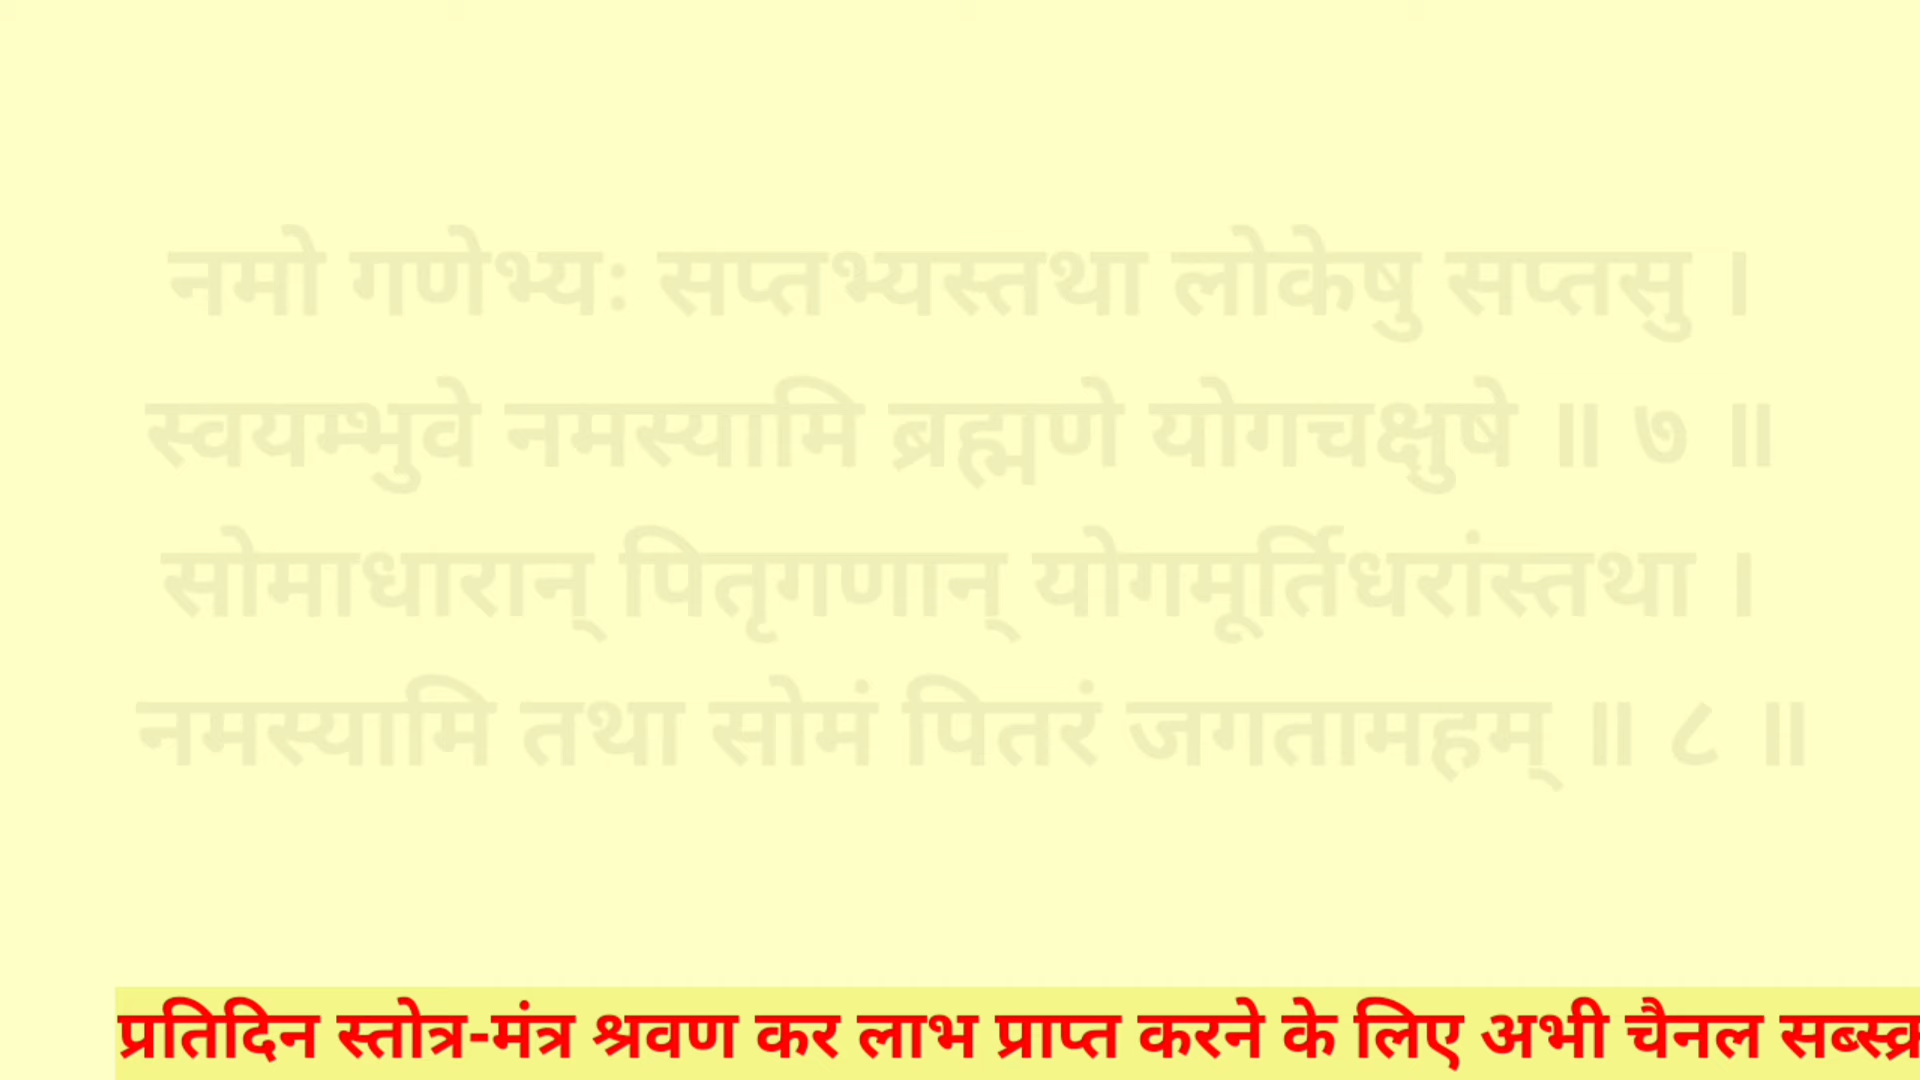 नमो गणेभ्यः सप्तभ्यस्तथा लोकेषु सप्तसु ।
स्वयम्भुवे नमस्यामि ब्रह्मणे योगचक्षुषे ॥ ७ ॥
सोमाधारान् पितृगणान् योगमूर्तिधरांस्तथा ।
नमस्यामि तथा सोमं पितरं जगतामहम् ॥ ८ ॥
प्रतिदिन स्तोत्र-मंत्र श्रवण कर लाभ प्राप्त करने के लिए अभी चैनल